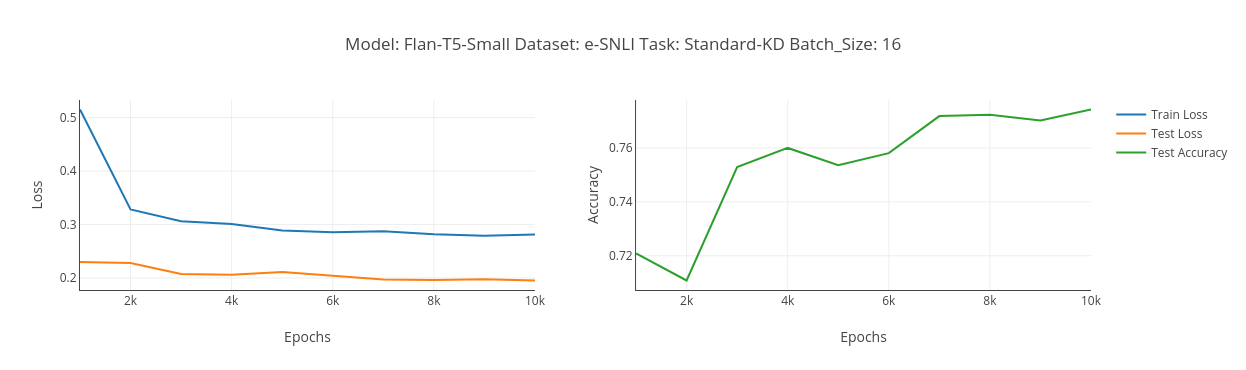 Model: Flan-T5-Small Dataset: e-SNLI Task: Standard-KD Batch_Size: 16
Loss
0.5
0.4
0.3
0.2
2k 4k 6k 8k 10k
Epochs
Accuracy
0.76
0.74
0.72
2k 4k 6k 8k 10k
Epochs
Train Loss
Test Loss
Test Accuracy